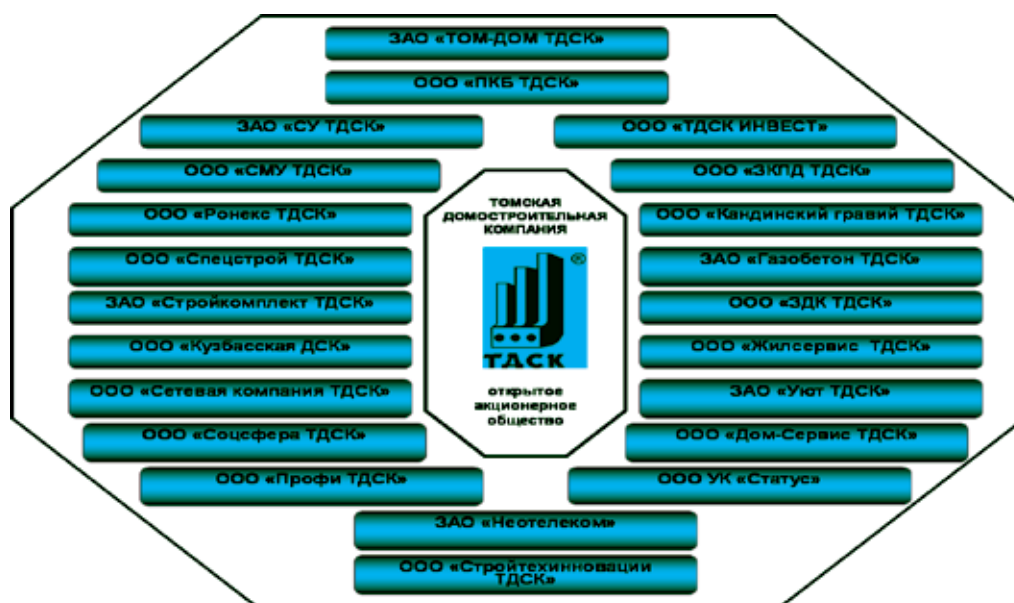 ЗАО «ТОМ-ДОМ ТДСК»
ООО «ПКБ ТДСК»
ЗАО «СУ ТДСК»
ООО «ТДСК ИНВЕСТ»
ООО «СМУ ТДСК»
ООО «ЗКПД ТДСК»
ООО «Ронекс ТДСК»
ООО «Кандинский гравий ТДСК»
ООО «Спецстрой ТДСК»
ЗАО «Газобетон ТДСК»
ЗАО «Стройкомплект ТДСК»
ООО «ЗДК ТДСК»
ООО «Кузбасская ДСК»
ООО «Жилсервис ТДСК»
ООО «Сетевая компания ТДСК»
ЗАО «Уют ТДСК»
ООО «Соцсфера ТДСК»
ООО «Дом-Сервис ТДСК»
ООО «Профи ТДСК»
ООО УК «Статус»
ЗАО «Неотелеком»
ООО «Стройтехинновации
ТДСК»
ТОМСКАЯ
ДОМОСТРОИТЕЛЬНАЯ
КОМПАНИЯ
®
ТДСК
открытое
акционерное
общество